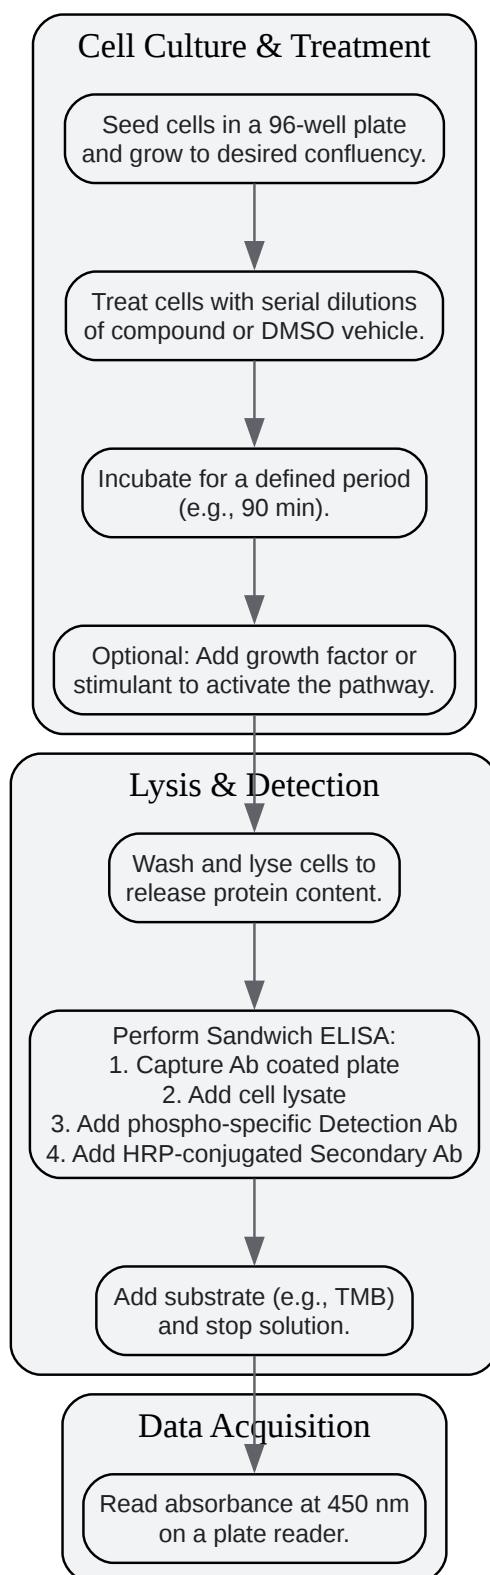 Cell Culture & Treatment
Seed cells in a 96-well plate
and grow to desired confluency.
Treat cells with serial dilutions
of compound or DMSO vehicle.
Incubate for a defined period
(e.g., 90 min).
Optional: Add growth factor or
stimulant to activate the pathway.
Lysis & Detection
Wash and lyse cells to
release protein content.
Perform Sandwich ELISA:
1. Capture Ab coated plate
2. Add cell lysate
3. Add phospho-specific Detection Ab
4. Add HRP-conjugated Secondary Ab
Add substrate (e.g., TMB)
and stop solution.
Data Acquisition
Read absorbance at 450 nm
on a plate reader.